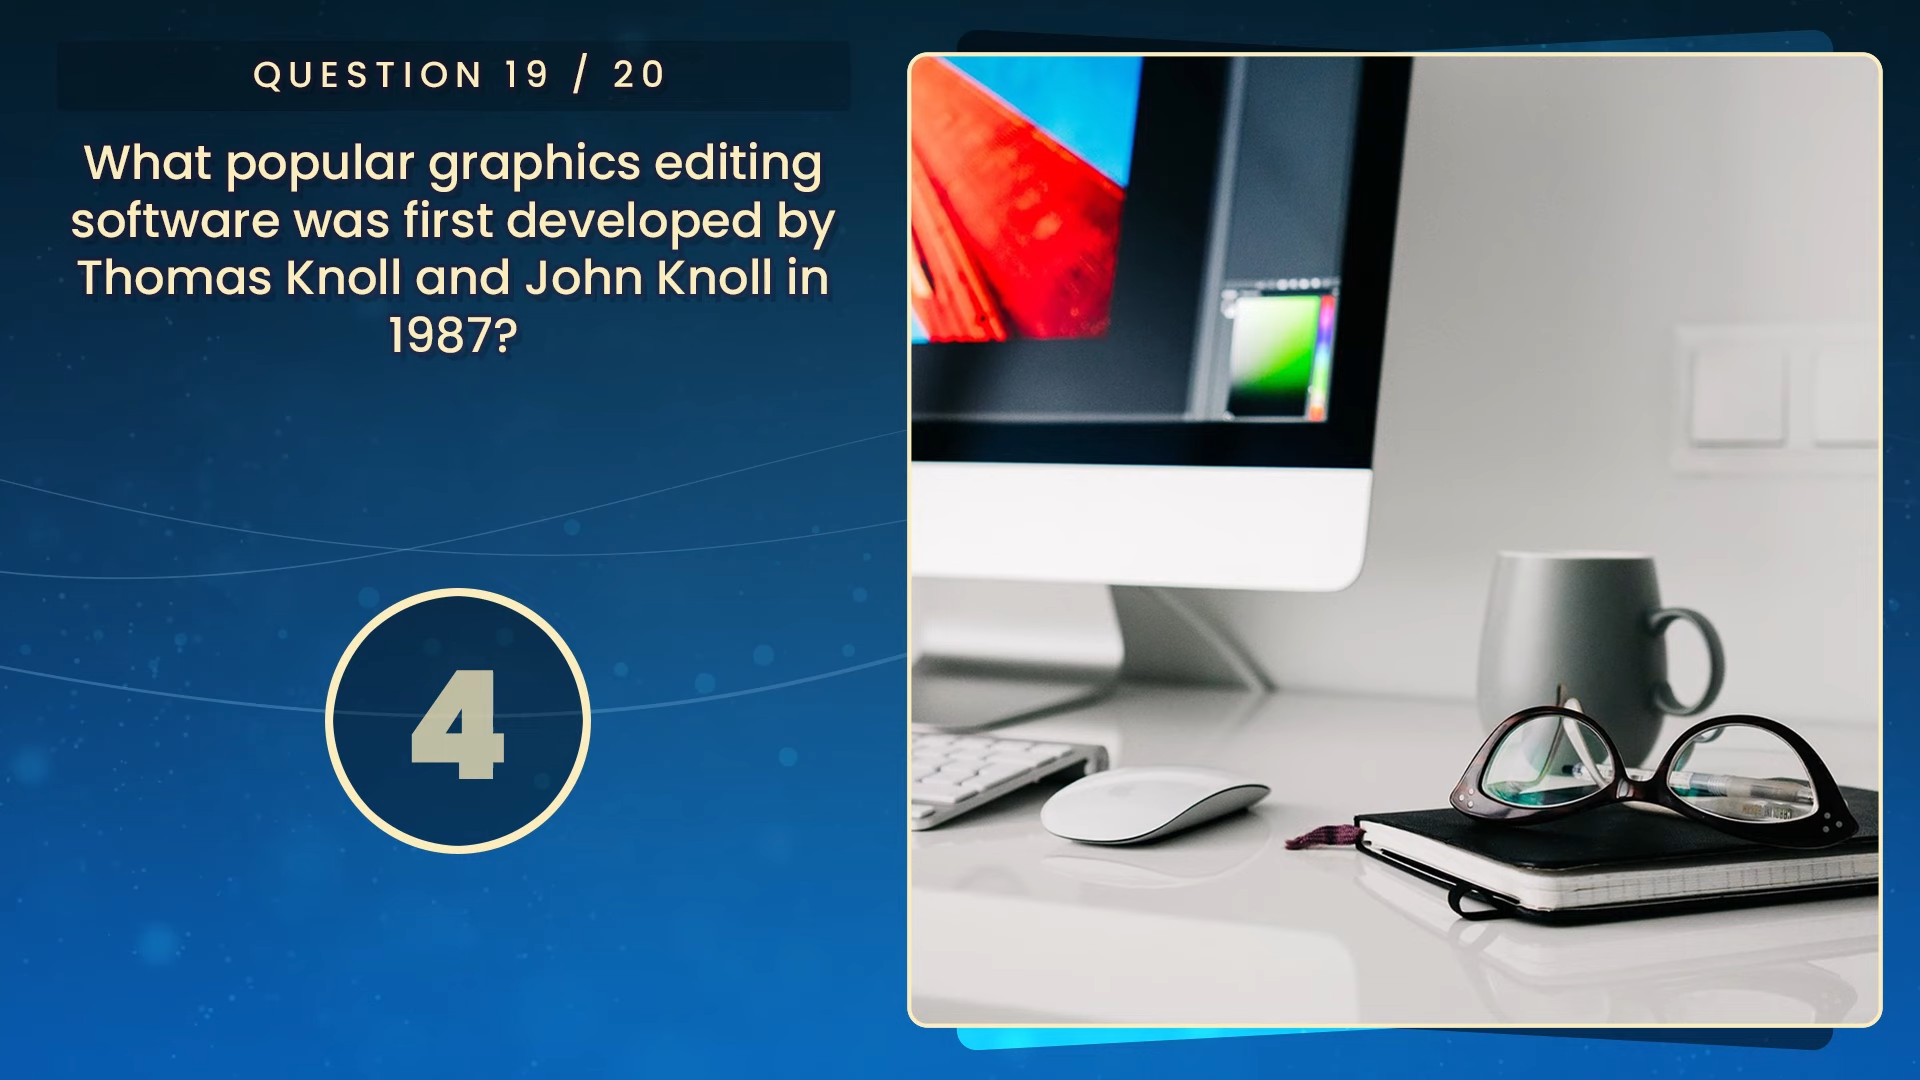 QUESTION 19 / 20
What popular graphics editing
software was first developed by
Thomas Knoll and John Knoll in
1987?
4